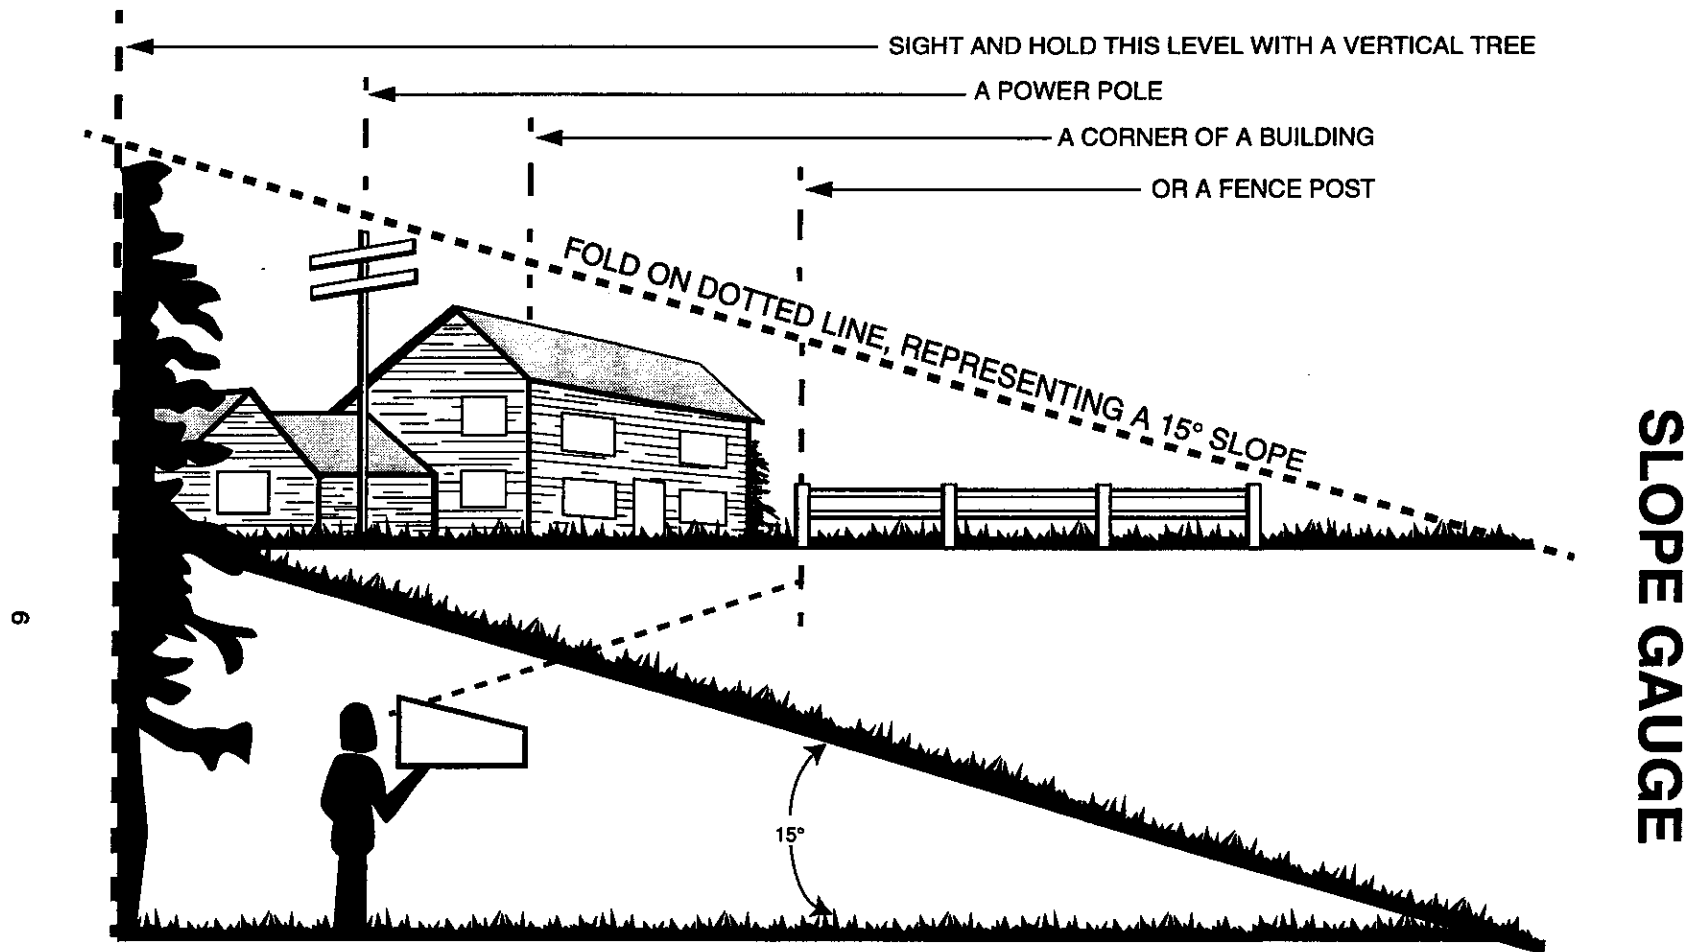 SIGHT AND HOLD THIS LEVEL WITH A VERTICAL TREE
A POWER POLE
A CORNER OF A BUILDING
OR A FENCE POST
FOLD ON DOTTED LINE, REPRESENTING A 15° SLOPE
15°
SLOPE GAUGE
9